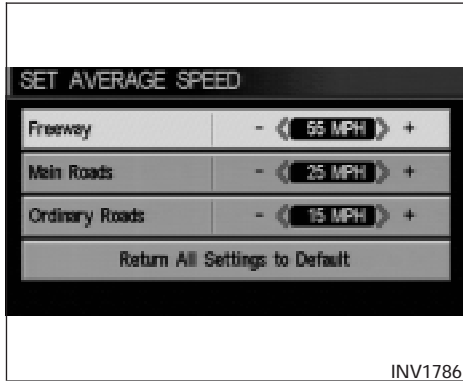 SET AVERAGE SPEED
Freeway - 55 MPH +
Main Roads - 25 MPH +
Ordinary Roads - 15 MPH +
Return All Settings to Default
INV1786